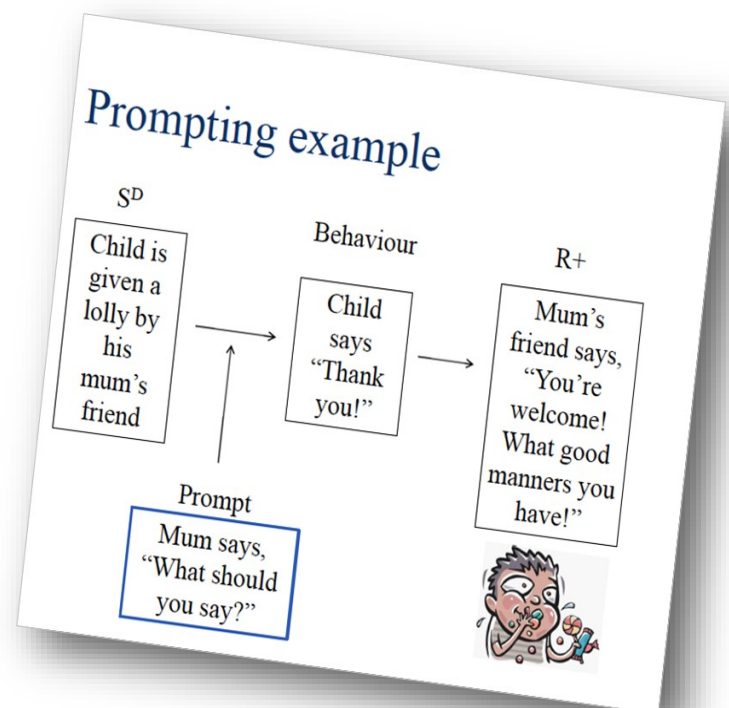 Prompting example
Sᴰ
Child is
given a
lolly by
his
mum's
friend
Behaviour
Child
says
“Thank
you!”
R+
Mum's
friend says,
“You're
welcome!
What good
manners you
have!”
Prompt
Mum says,
“What should
you say?”